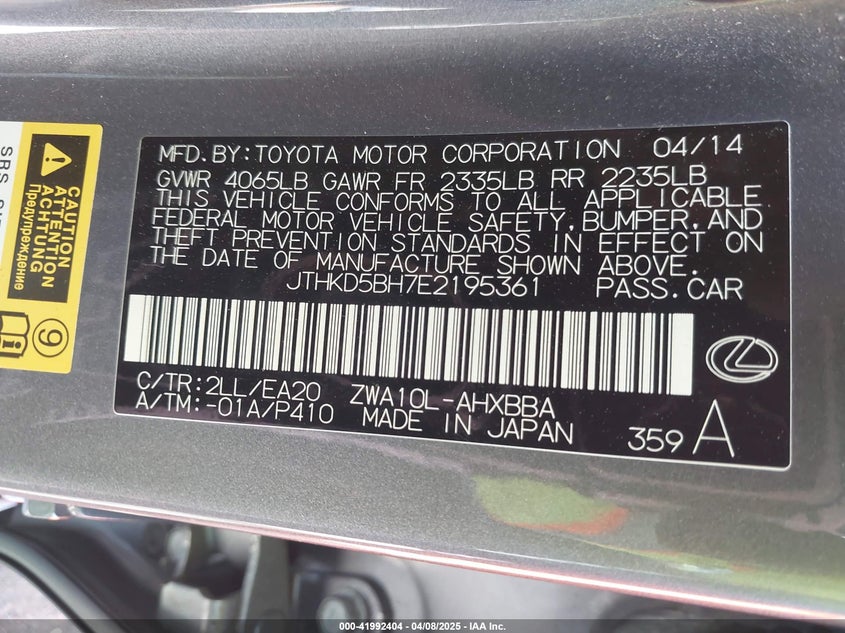 MFD.BY:TOYOTA MOTOR CORPORATION 04/14
GVWR 4065LB GAWR FR 2335LB RR 2235LB
THIS VEHICLE CONFORMS TO ALL APPLICABLE
FEDERAL MOTOR VEHICLE SAFETY,BUMPER,AND
THEFT PREVENTION STANDARDS IN EFFECT ON
THE DATE OF MANUFACTURE SHOWN ABOVE.
JTHKD5BH7E2195361 PASS.CAR
C/TR:2LL/EA20 ZWA10L-AHXBBA
A/TM:-01A/P410 MADE IN JAPAN 359 A
CAUTION
ATTENTION
ACHTUNG
Предупреждение
9
SRS
000-41992404 - 04/08/2025 - IAA Inc.